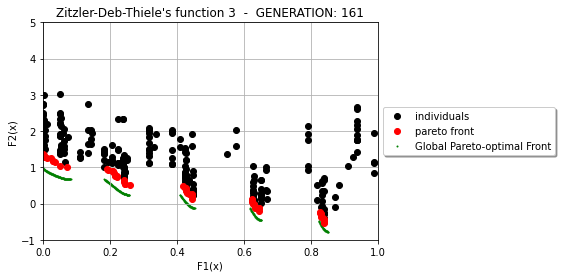 Zitzler-Deb-Thiele's function 3 - GENERATION: 161
5
4
3
2
1
0
−1
F2(x)
0.0 0.2 0.4 0.6 0.8 1.0
F1(x)
individuals
pareto front
Global Pareto-optimal Front